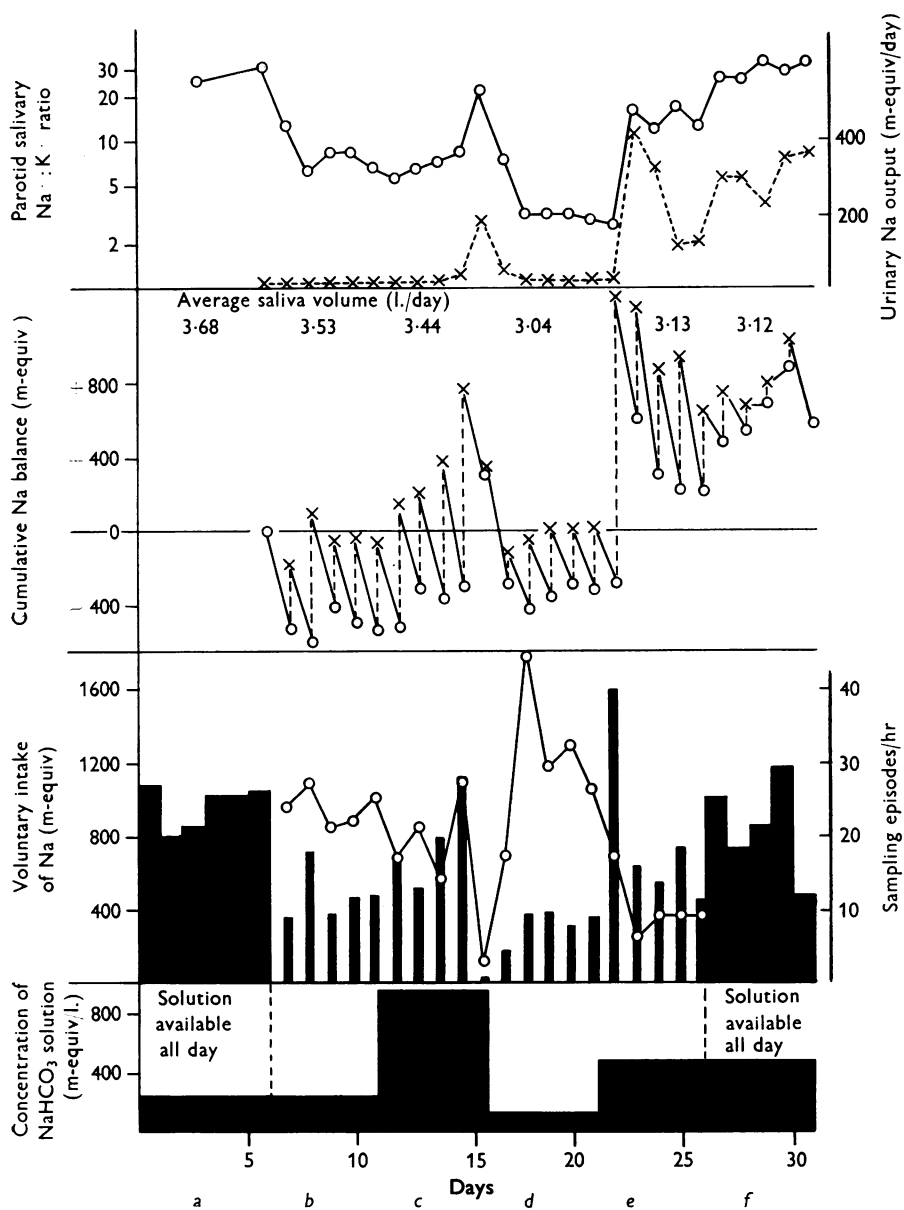 Parotid salivary
Na· :K· ratio
30
20
10
5
2
Urinary Na output (m-equiv/day)
400
200
Average saliva volume (l./day)
3·68
3·53
3·44
3·04
3·13
3·12
Cumulative Na balance (m-equiv)
+ 800
400
0
− 400
Voluntary intake
of Na (m-equiv)
1600
1200
800
400
Sampling episodes/hr
40
30
20
10
Concentration of
NaHCO₃ solution
(m-equiv/l.)
800
400
Solution
available
all day
Solution
available
all day
5
10
15
20
25
30
Days
a
b
c
d
e
f